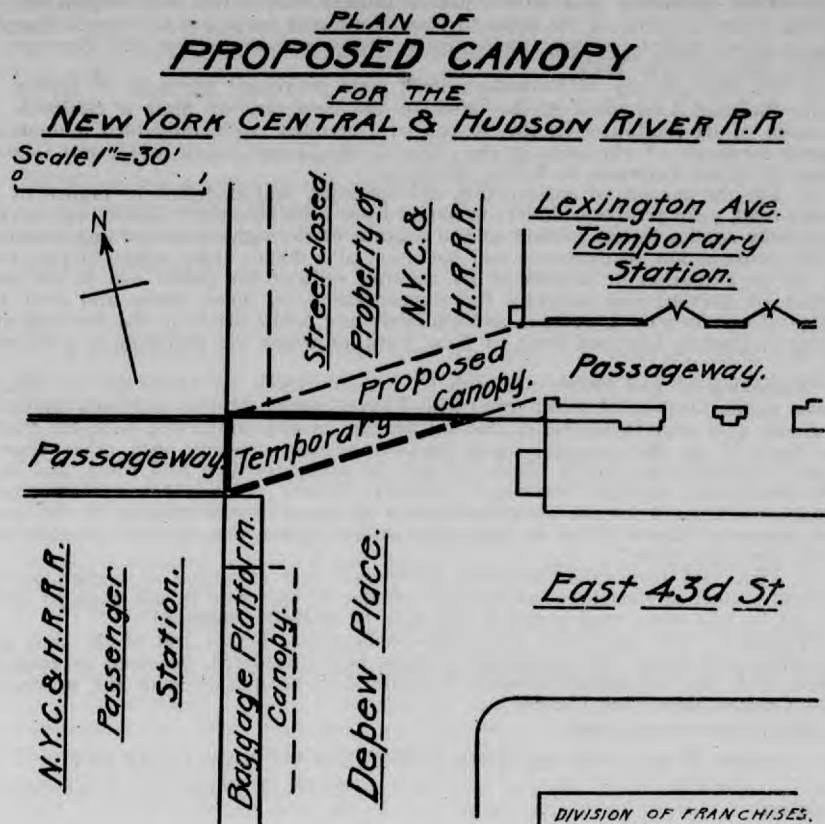 PLAN OF
PROPOSED CANOPY
FOR THE
NEW YORK CENTRAL & HUDSON RIVER R.R.
Scale 1"=30'
0 1
N
Street closed.
Property of
N.Y.C. &
H.R.R.R.
Lexington Ave.
Temporary
Station.
Proposed
Canopy.
Passageway.
Passageway.
Temporary
N.Y.C. & H.R.R.R.
Passenger
Station.
Baggage Platform.
Canopy
Depew Place.
East 43d St.
DIVISION OF FRANCHISES.